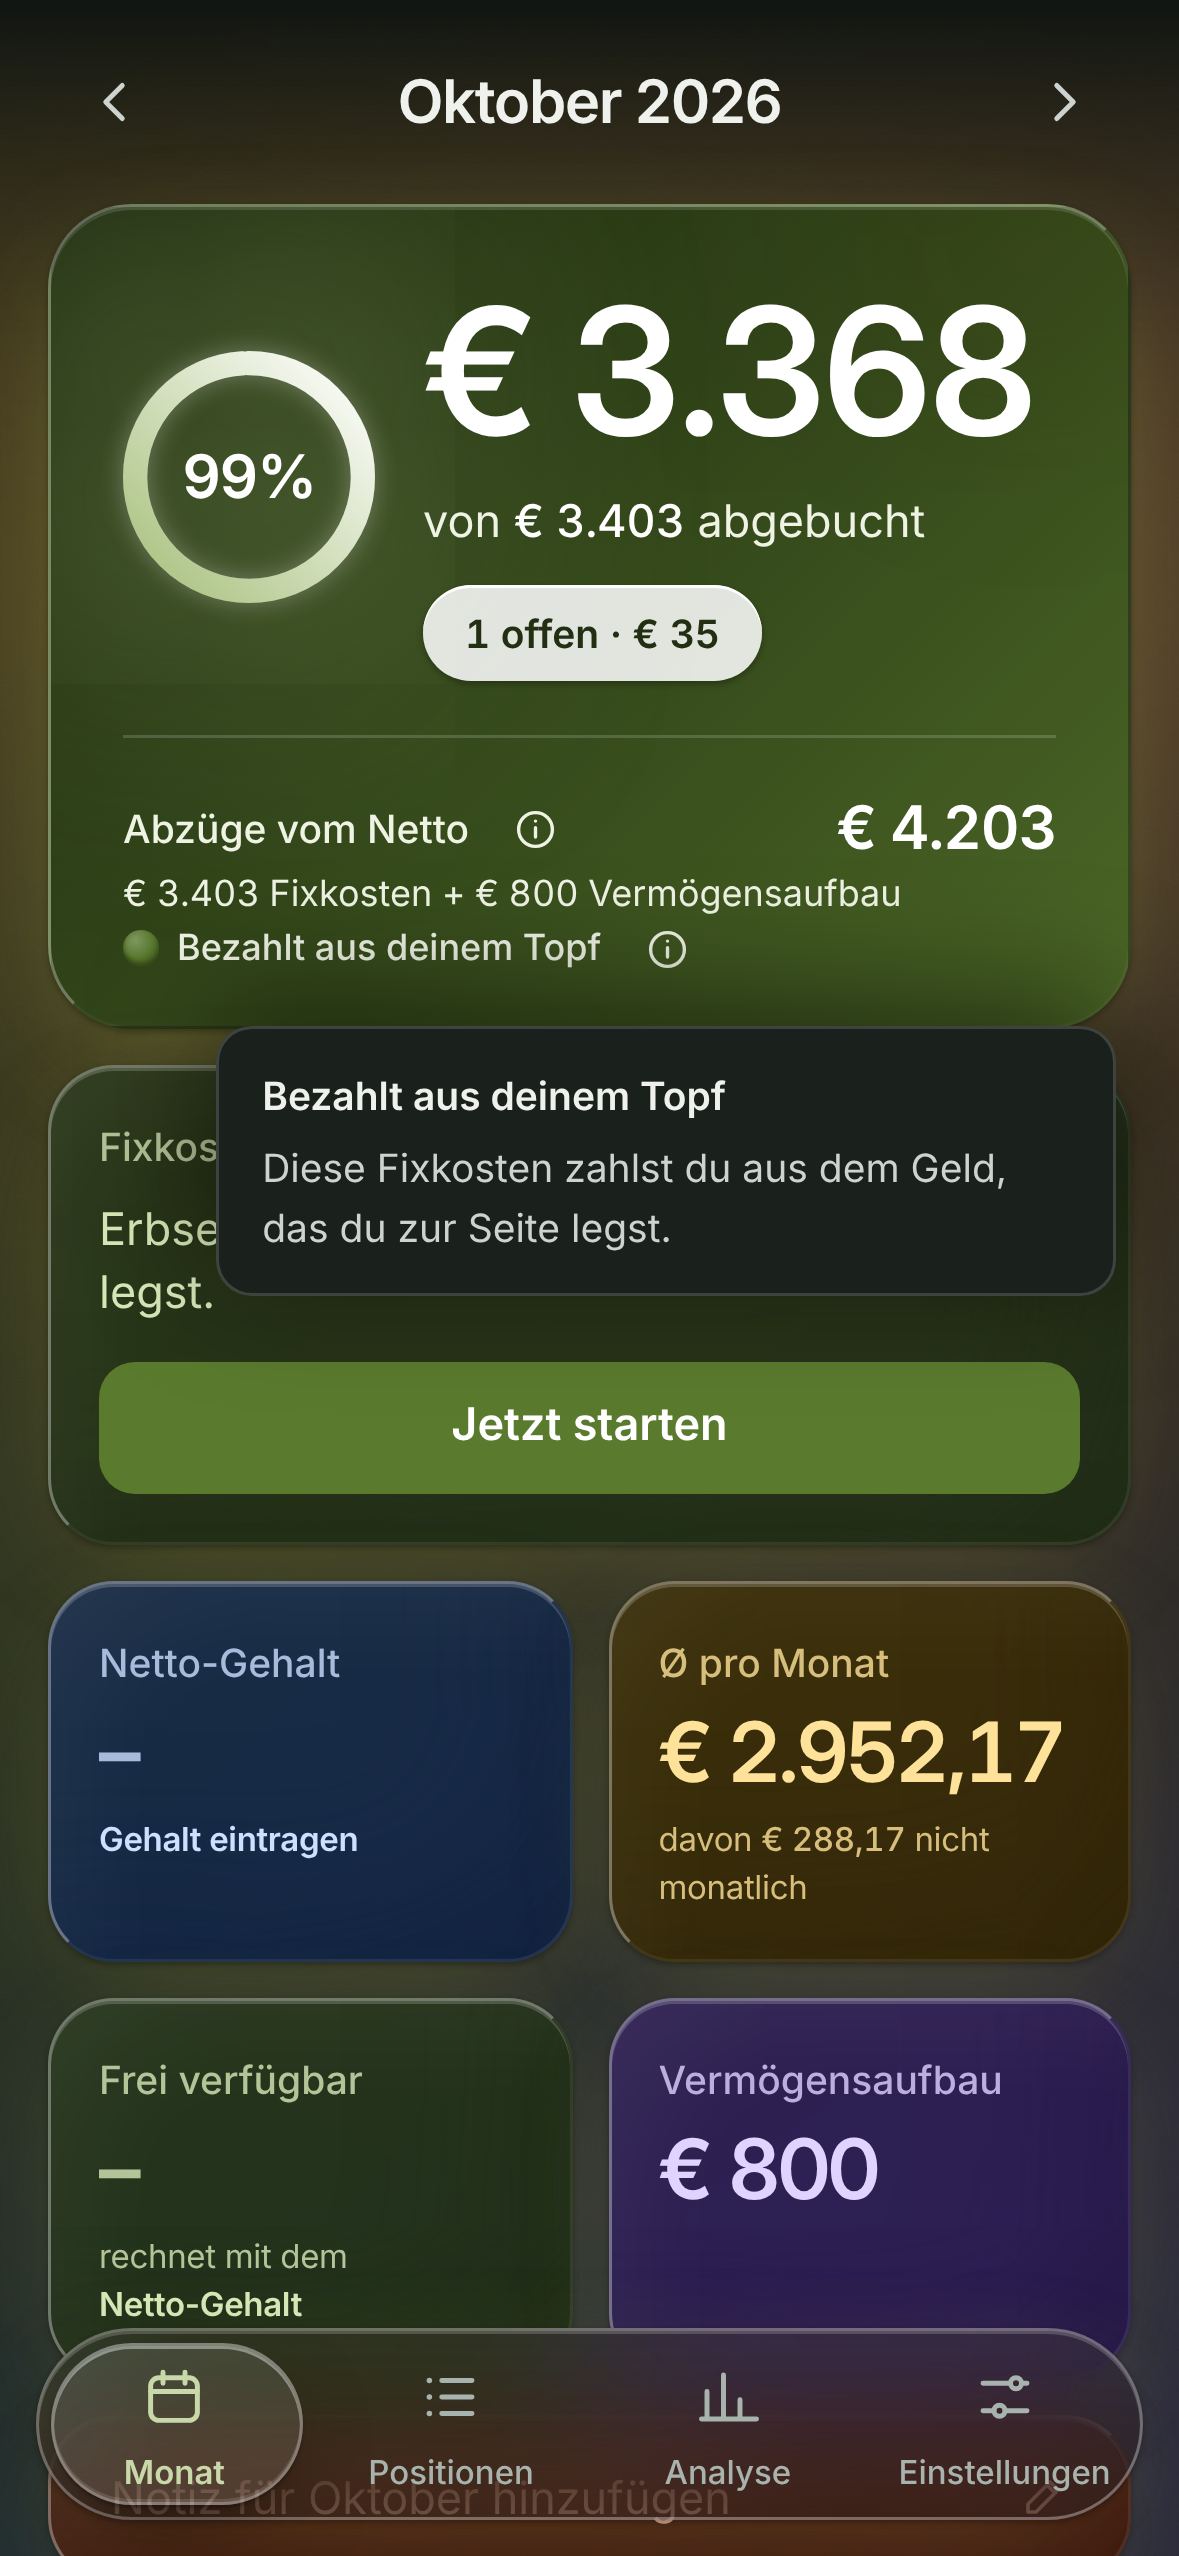 Oktober 2026
99%
€ 3.368
von € 3.403 abgebucht
1 offen · € 35
Abzüge vom Netto
€ 4.203
€ 3.403 Fixkosten + € 800 Vermögensaufbau
Bezahlt aus deinem Topf
Bezahlt aus deinem Topf
Diese Fixkosten zahlst du aus dem Geld,
das du zur Seite legst.
legst.
Jetzt starten
Netto-Gehalt
–
Gehalt eintragen
Ø pro Monat
€ 2.952,17
davon € 288,17 nicht
monatlich
Frei verfügbar
–
rechnet mit dem
Netto-Gehalt
Vermögensaufbau
€ 800
Monat
Positionen
Analyse
Einstellungen
Notiz für Oktober hinzufügen